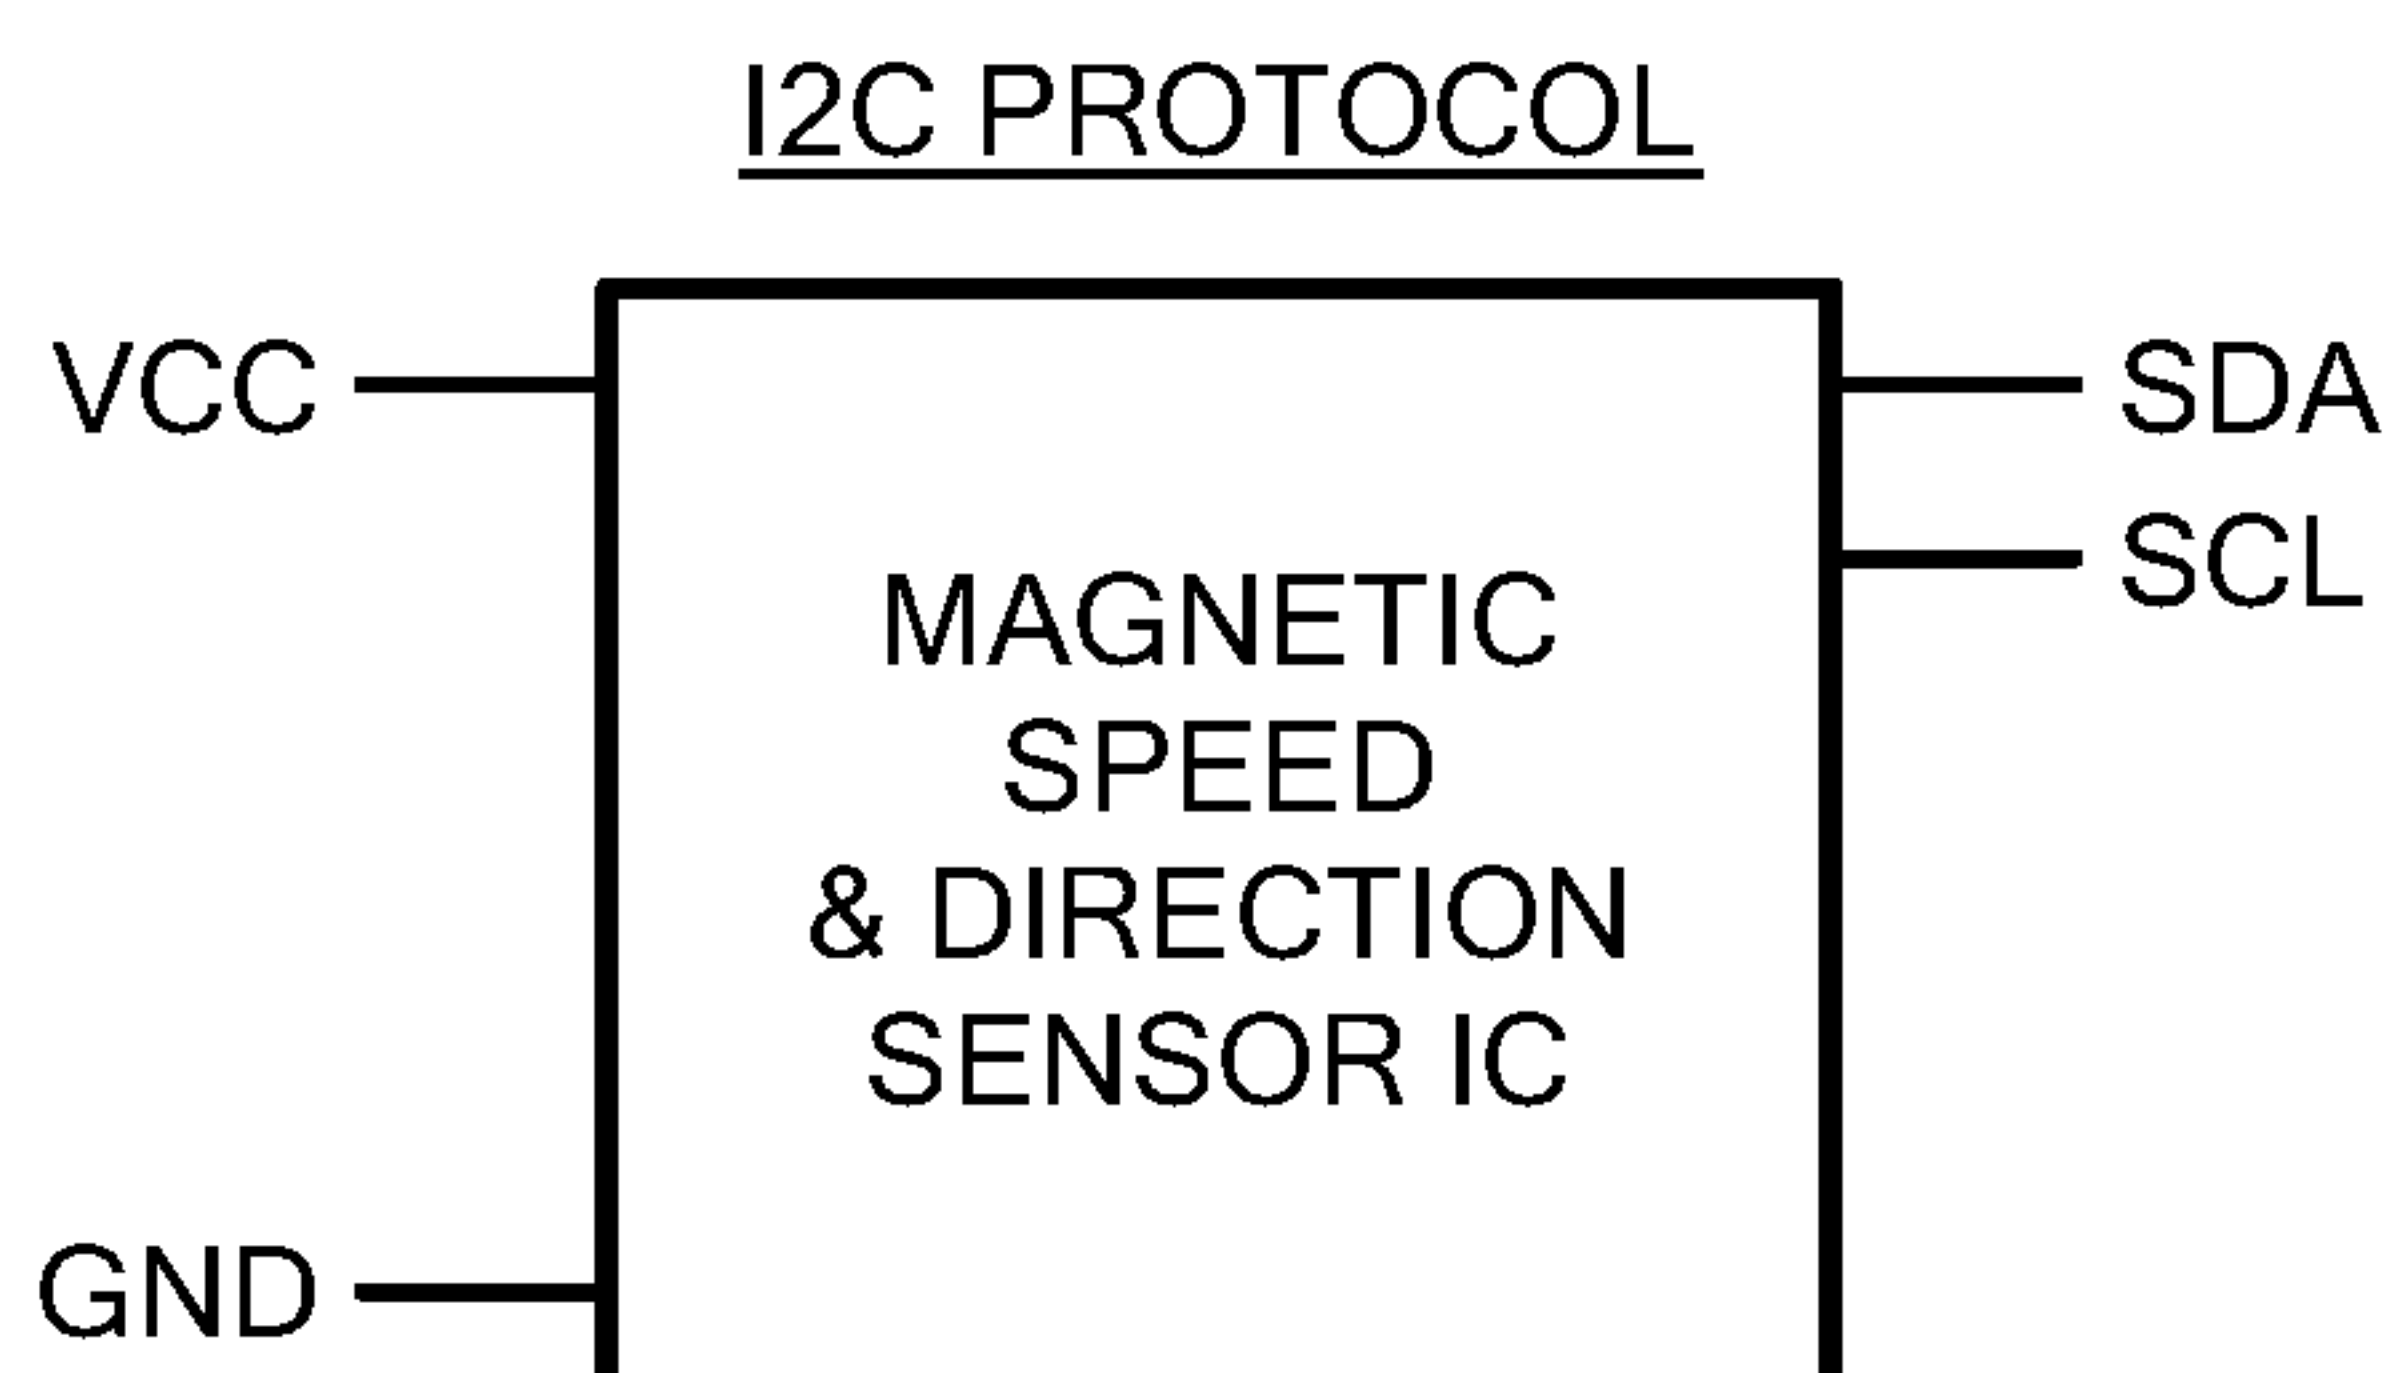 I2C PROTOCOL
VCC
SDA
SCL
MAGNETIC
SPEED
& DIRECTION
SENSOR IC
GND